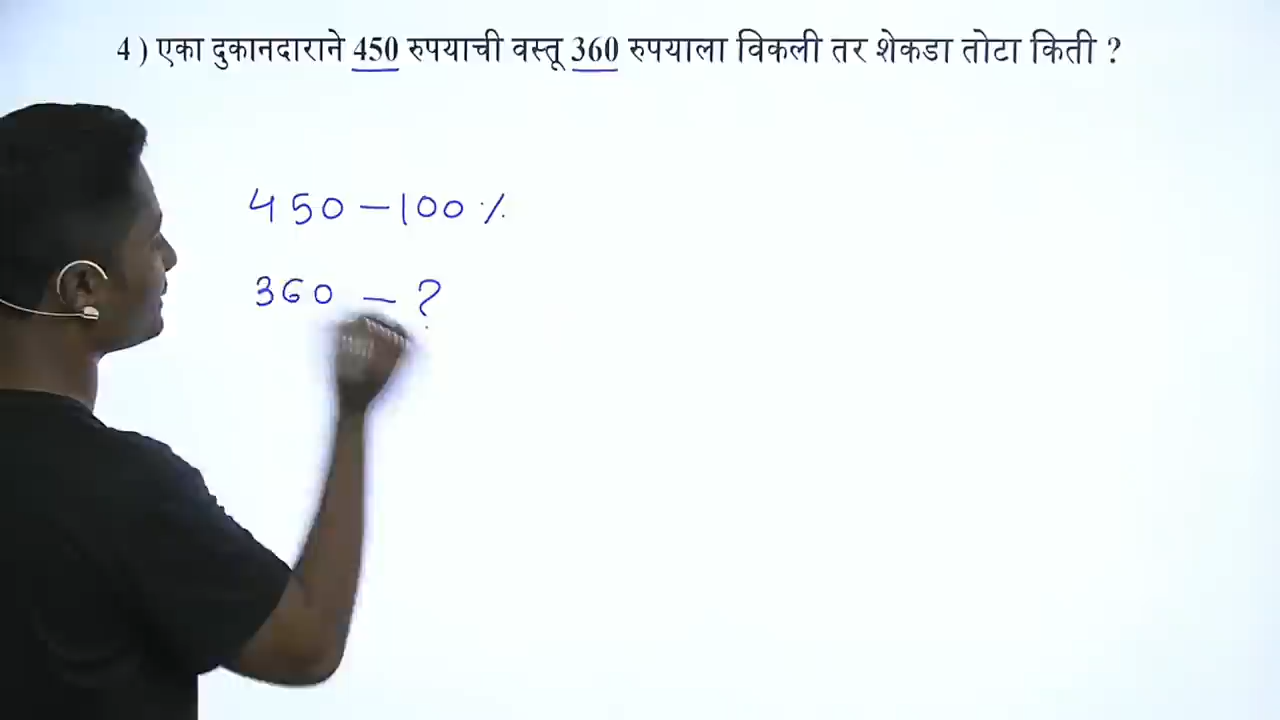 4 ) एका दुकानदाराने 450 रुपयाची वस्तू 360 रुपयाला विकली तर शेकडा तोटा किती ?
450 – 100 %
360 – ?